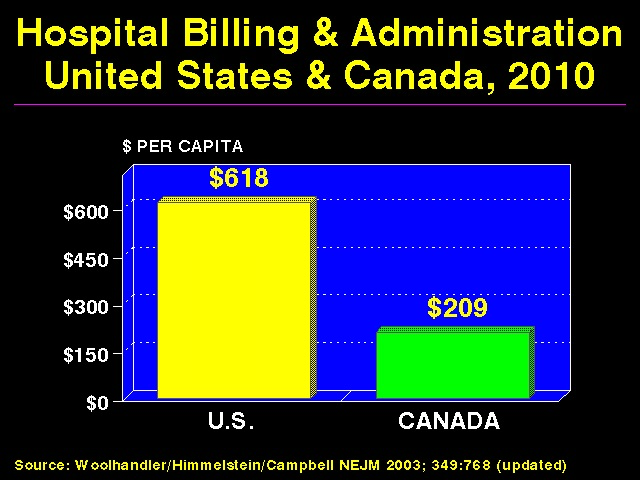 Hospital Billing & Administration
United States & Canada, 2010
$ PER CAPITA
$618
$600
$450
$300
$209
$150
$0
U.S.
CANADA
Source: Woolhandler/Himmelstein/Campbell NEJM 2003; 349:768 (updated)